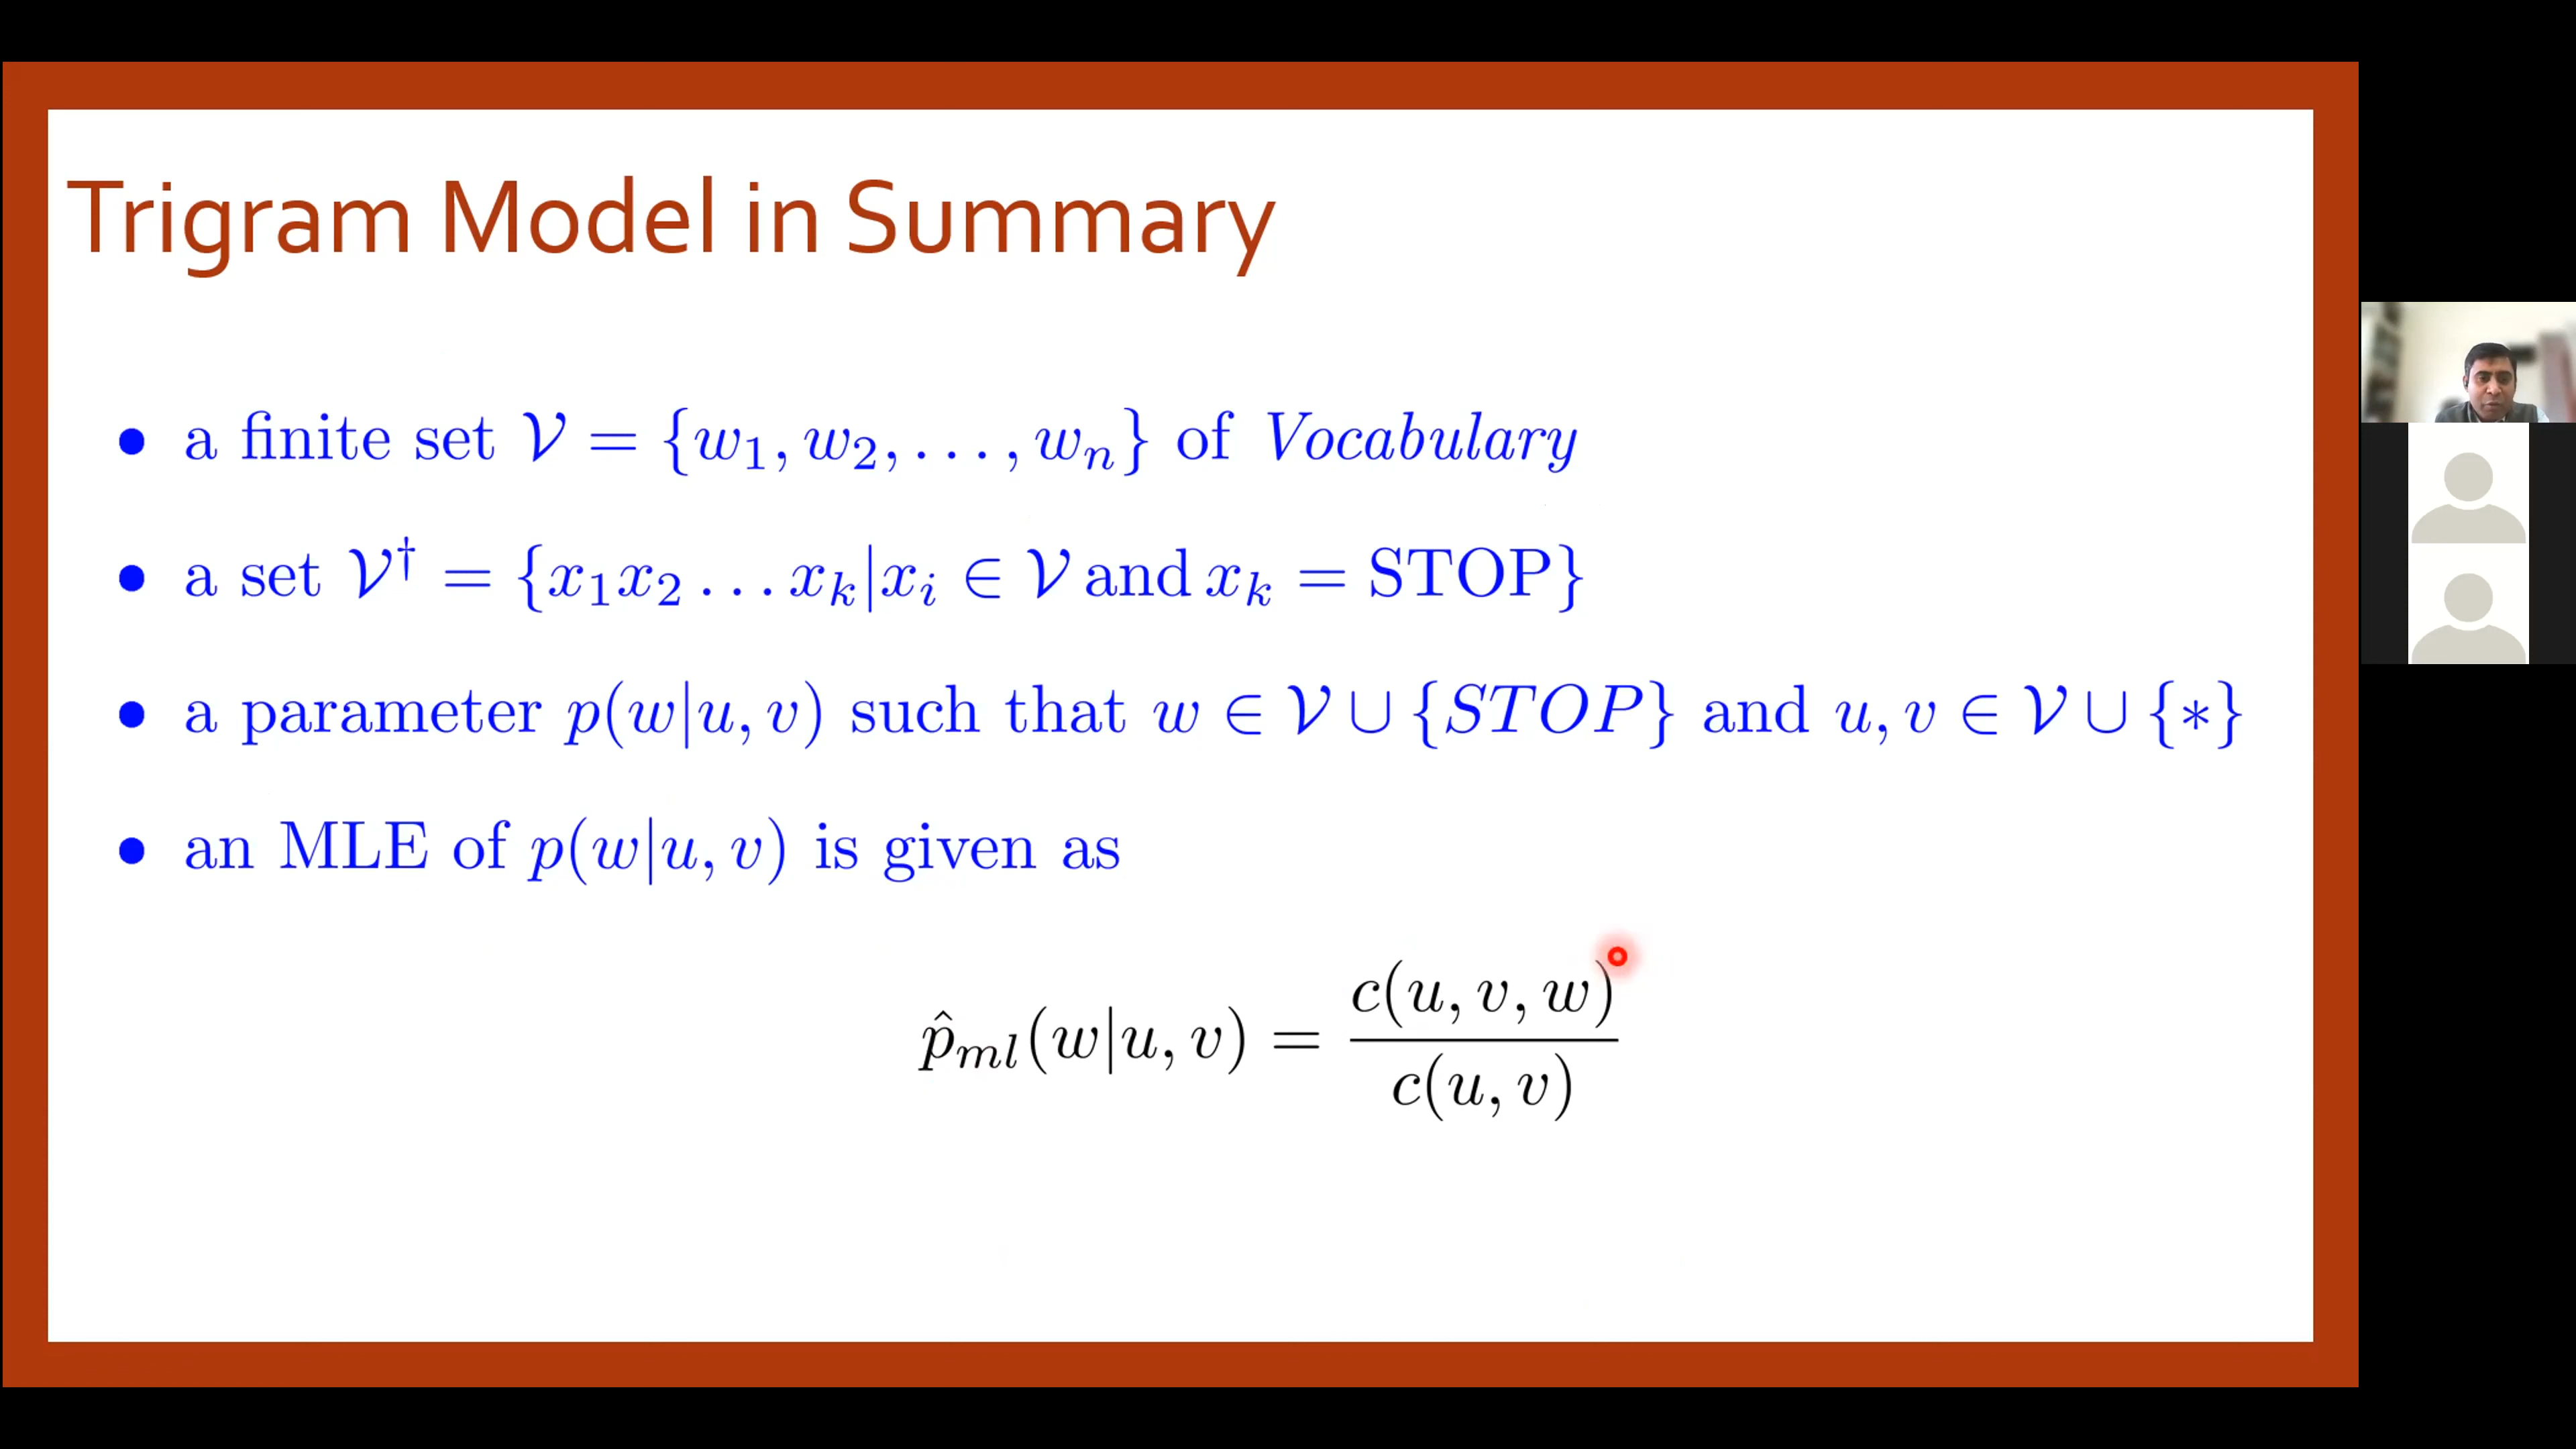 Trigram Model in Summary
• a finite set 𝒱 = {w₁, w₂, . . . , wₙ} of Vocabulary
• a set 𝒱† = {x₁x₂ . . . xₖ|xᵢ ∈ 𝒱 and xₖ = STOP}
• a parameter p(w|u, v) such that w ∈ 𝒱 ∪ {STOP} and u, v ∈ 𝒱 ∪ {∗}
• an MLE of p(w|u, v) is given as
p̂ₘₗ(w|u, v) = c(u, v, w) / c(u, v)